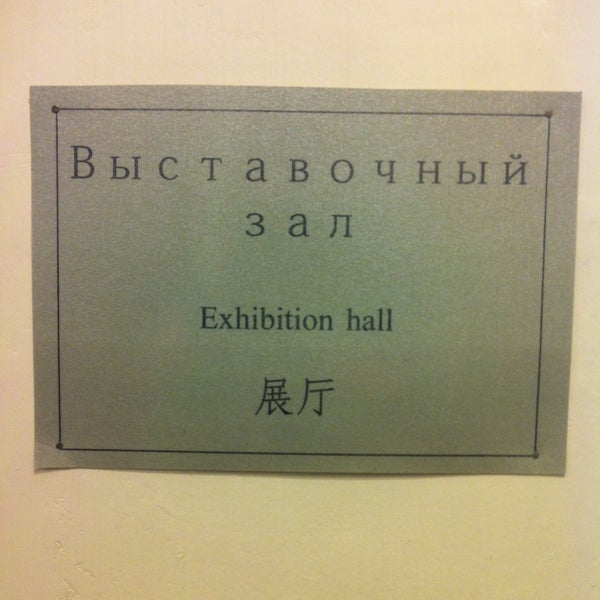 Выставочный
зал
Exhibition hall
展厅